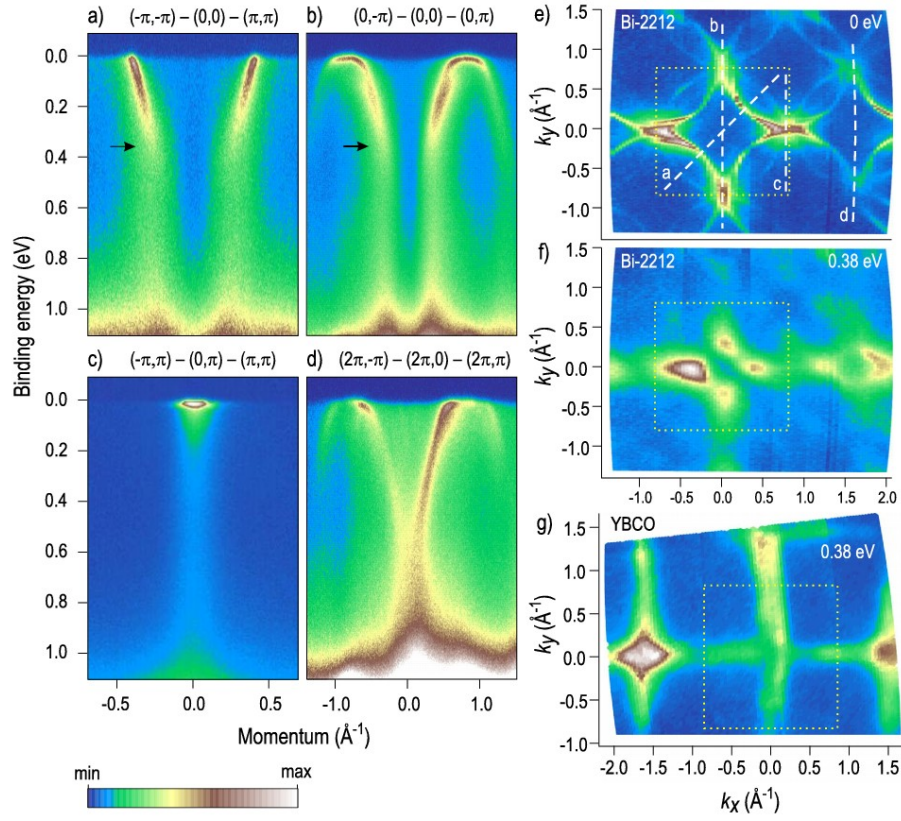 a) (-π,-π) – (0,0) – (π,π)
b) (0,-π) – (0,0) – (0,π)
0.0
0.2
0.4
0.6
0.8
1.0
Binding energy (eV)
c) (-π,π) – (0,π) – (π,π)
d) (2π,-π) – (2π,0) – (2π,π)
0.0
0.2
0.4
0.6
0.8
1.0
-0.5 0.0 0.5
-1.0 0.0 1.0
Momentum (Å⁻¹)
min max
e) Bi-2212 0 eV
b
a
c
d
1.5
1.0
0.5
0.0
-0.5
-1.0
ky (Å⁻¹)
f) Bi-2212 0.38 eV
1.5
1.0
0.5
0.0
-0.5
-1.0
ky (Å⁻¹)
-1.0 -0.5 0.0 0.5 1.0 1.5 2.0
g) YBCO
0.38 eV
1.5
1.0
0.5
0.0
-0.5
-1.0
ky (Å⁻¹)
-2.0 -1.5 -1.0 -0.5 0.0 0.5 1.0 1.5
kx (Å⁻¹)